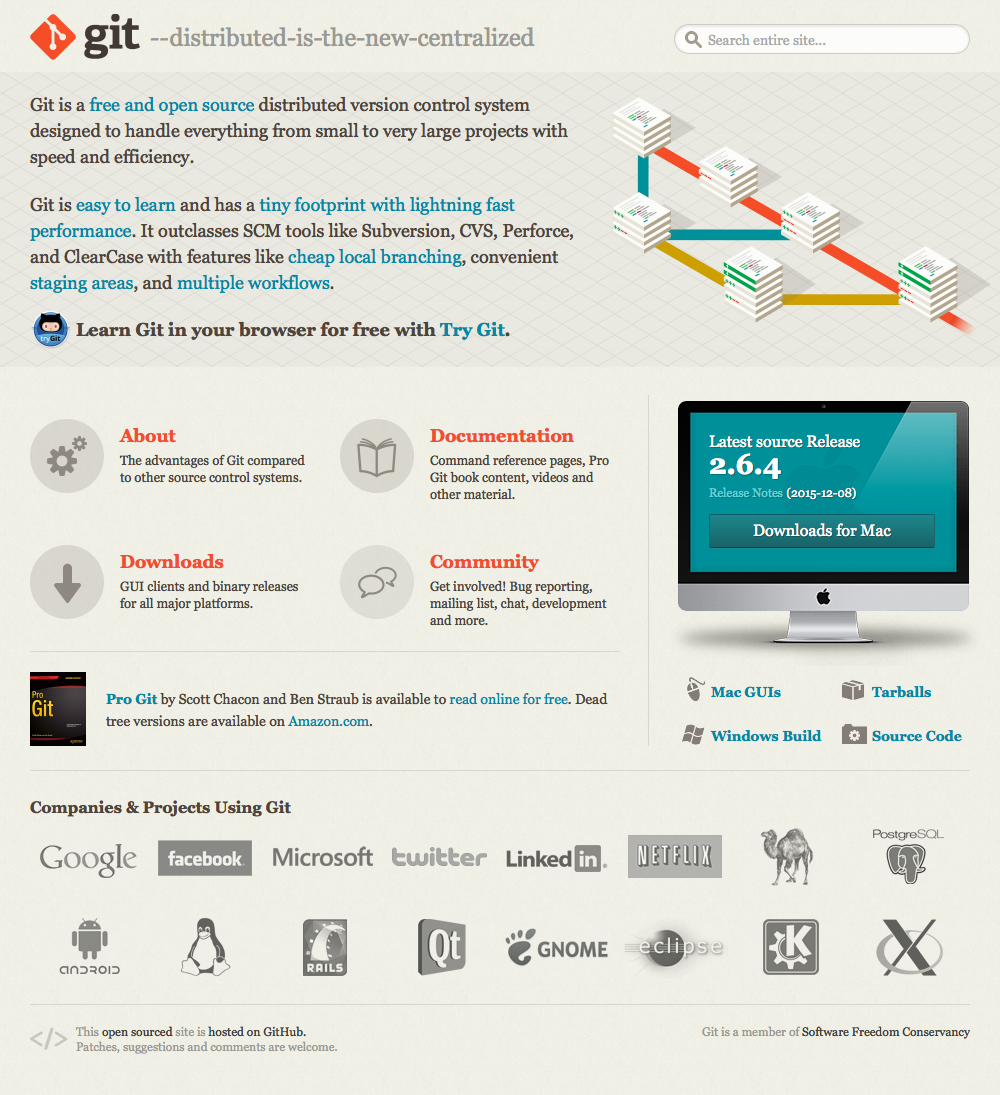 git --distributed-is-the-new-centralized
Search entire site...
Git is a free and open source distributed version control system
designed to handle everything from small to very large projects with
speed and efficiency.
Git is easy to learn and has a tiny footprint with lightning fast
performance. It outclasses SCM tools like Subversion, CVS, Perforce,
and ClearCase with features like cheap local branching, convenient
staging areas, and multiple workflows.
tryGit
Learn Git in your browser for free with Try Git.
About
The advantages of Git compared
to other source control systems.
Documentation
Command reference pages, Pro
Git book content, videos and
other material.
Downloads
GUI clients and binary releases
for all major platforms.
Community
Get involved! Bug reporting,
mailing list, chat, development
and more.
Pro
Git
Pro Git by Scott Chacon and Ben Straub is available to read online for free. Dead
tree versions are available on Amazon.com.
Latest source Release
2.6.4
Release Notes (2015-12-08)
Downloads for Mac
Mac GUIs
Tarballs
Windows Build
Source Code
Companies & Projects Using Git
Google
facebook
Microsoft
twitter
Linked in
NETFLIX
PostgreSQL
ANDROID
RAILS
Qt
GNOME
eclipse
K
X
</> This open sourced site is hosted on GitHub.
Patches, suggestions and comments are welcome.
Git is a member of Software Freedom Conservancy